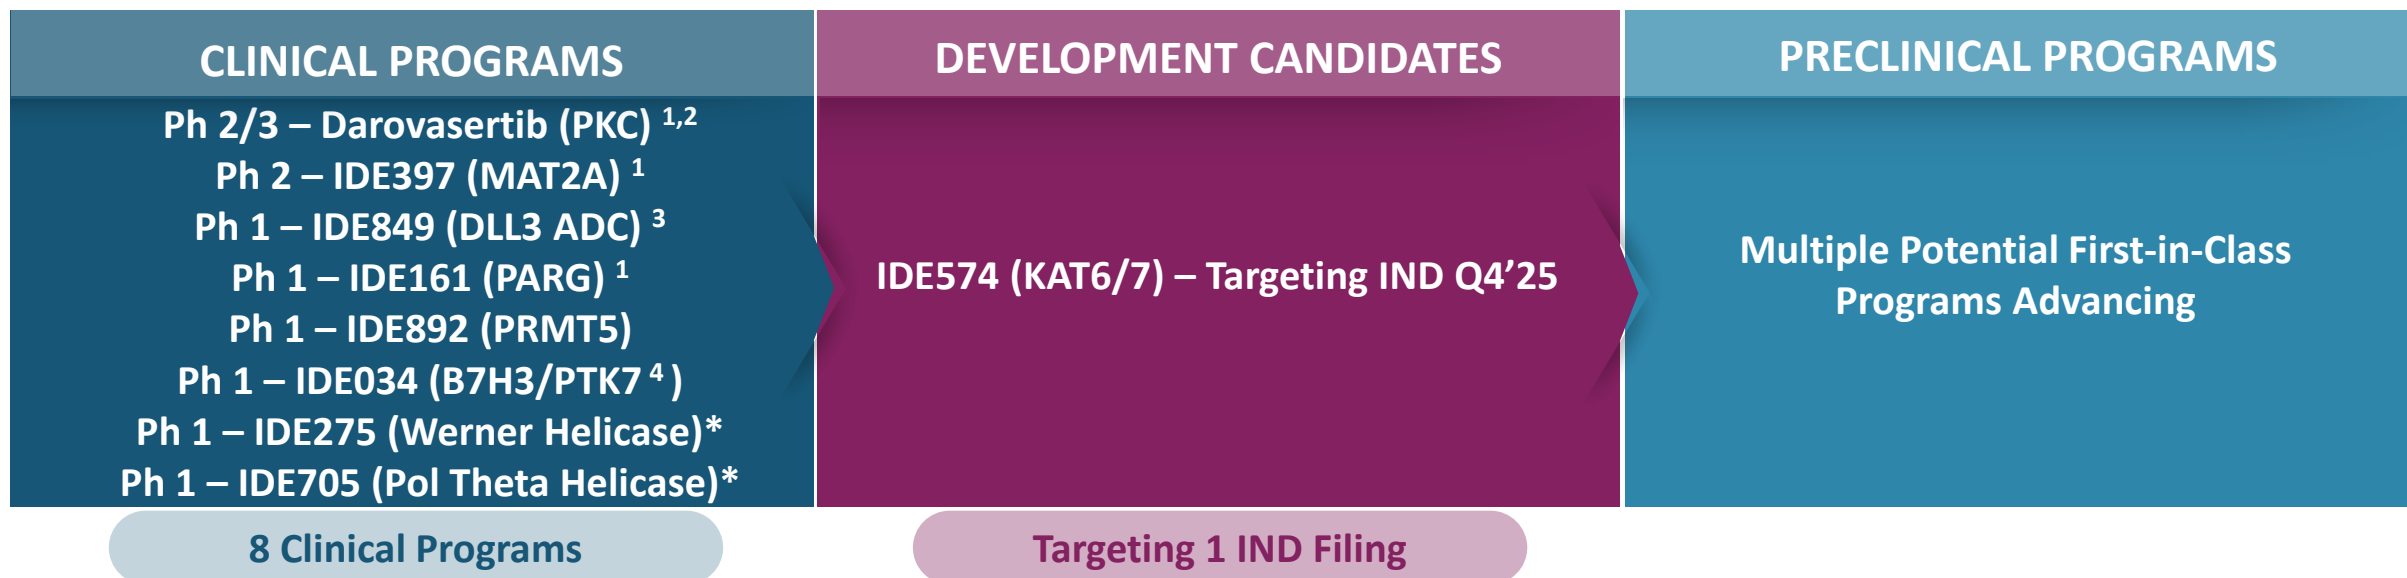 CLINICAL PROGRAMS
Ph 2/3 – Darovasertib (PKC) 1,2
Ph 2 – IDE397 (MAT2A) 1
Ph 1 – IDE849 (DLL3 ADC) 3
Ph 1 – IDE161 (PARG) 1
Ph 1 – IDE892 (PRMT5)
Ph 1 – IDE034 (B7H3/PTK7 4 )
Ph 1 – IDE275 (Werner Helicase)*
Ph 1 – IDE705 (Pol Theta Helicase)*
8 Clinical Programs
DEVELOPMENT CANDIDATES
IDE574 (KAT6/7) – Targeting IND Q4’25
Targeting 1 IND Filing
PRECLINICAL PROGRAMS
Multiple Potential First-in-Class
Programs Advancing